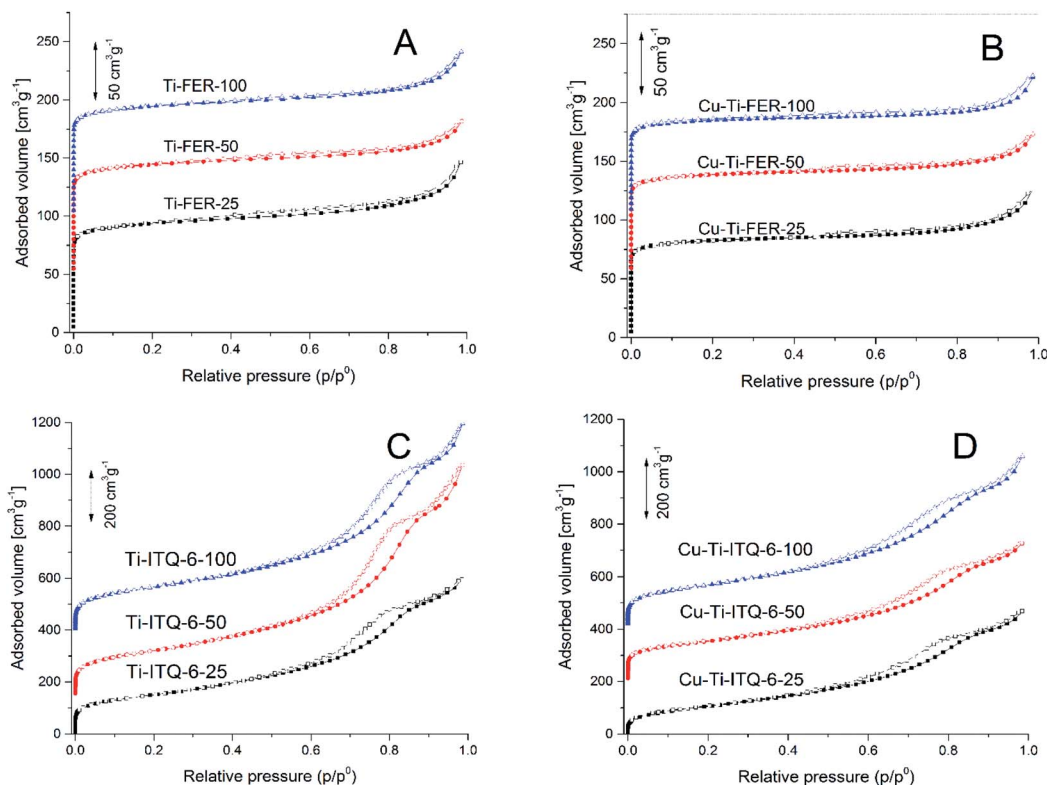 A
250
200
150
100
50
0
Adsorbed volume [cm³g⁻¹]
50 cm³g⁻¹
Ti-FER-100
Ti-FER-50
Ti-FER-25
0.0 0.2 0.4 0.6 0.8 1.0
Relative pressure (p/p⁰)
B
250
200
150
100
50
0
Adsorbed volume [cm³g⁻¹]
50 cm³g⁻¹
Cu-Ti-FER-100
Cu-Ti-FER-50
Cu-Ti-FER-25
0.0 0.2 0.4 0.6 0.8 1.0
Relative pressure (p/p⁰)
C
1200
1000
800
600
400
200
0
Adsorbed volume [cm³g⁻¹]
200 cm³g⁻¹
Ti-ITQ-6-100
Ti-ITQ-6-50
Ti-ITQ-6-25
0.0 0.2 0.4 0.6 0.8 1.0
Relative pressure (p/p⁰)
D
1200
1000
800
600
400
200
0
Adsorbed volume [cm³g⁻¹]
200 cm³g⁻¹
Cu-Ti-ITQ-6-100
Cu-Ti-ITQ-6-50
Cu-Ti-ITQ-6-25
0.0 0.2 0.4 0.6 0.8 1.0
Relative pressure (p/p⁰)